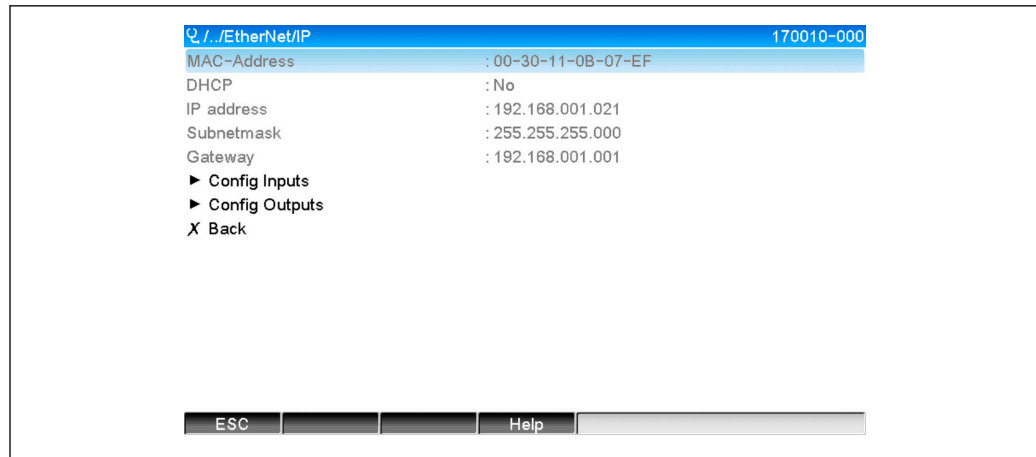 /../EtherNet/IP 170010-000
MAC-Address : 00-30-11-0B-07-EF
DHCP : No
IP address : 192.168.001.021
Subnetmask : 255.255.255.000
Gateway : 192.168.001.001
► Config Inputs
► Config Outputs
X Back
ESC Help